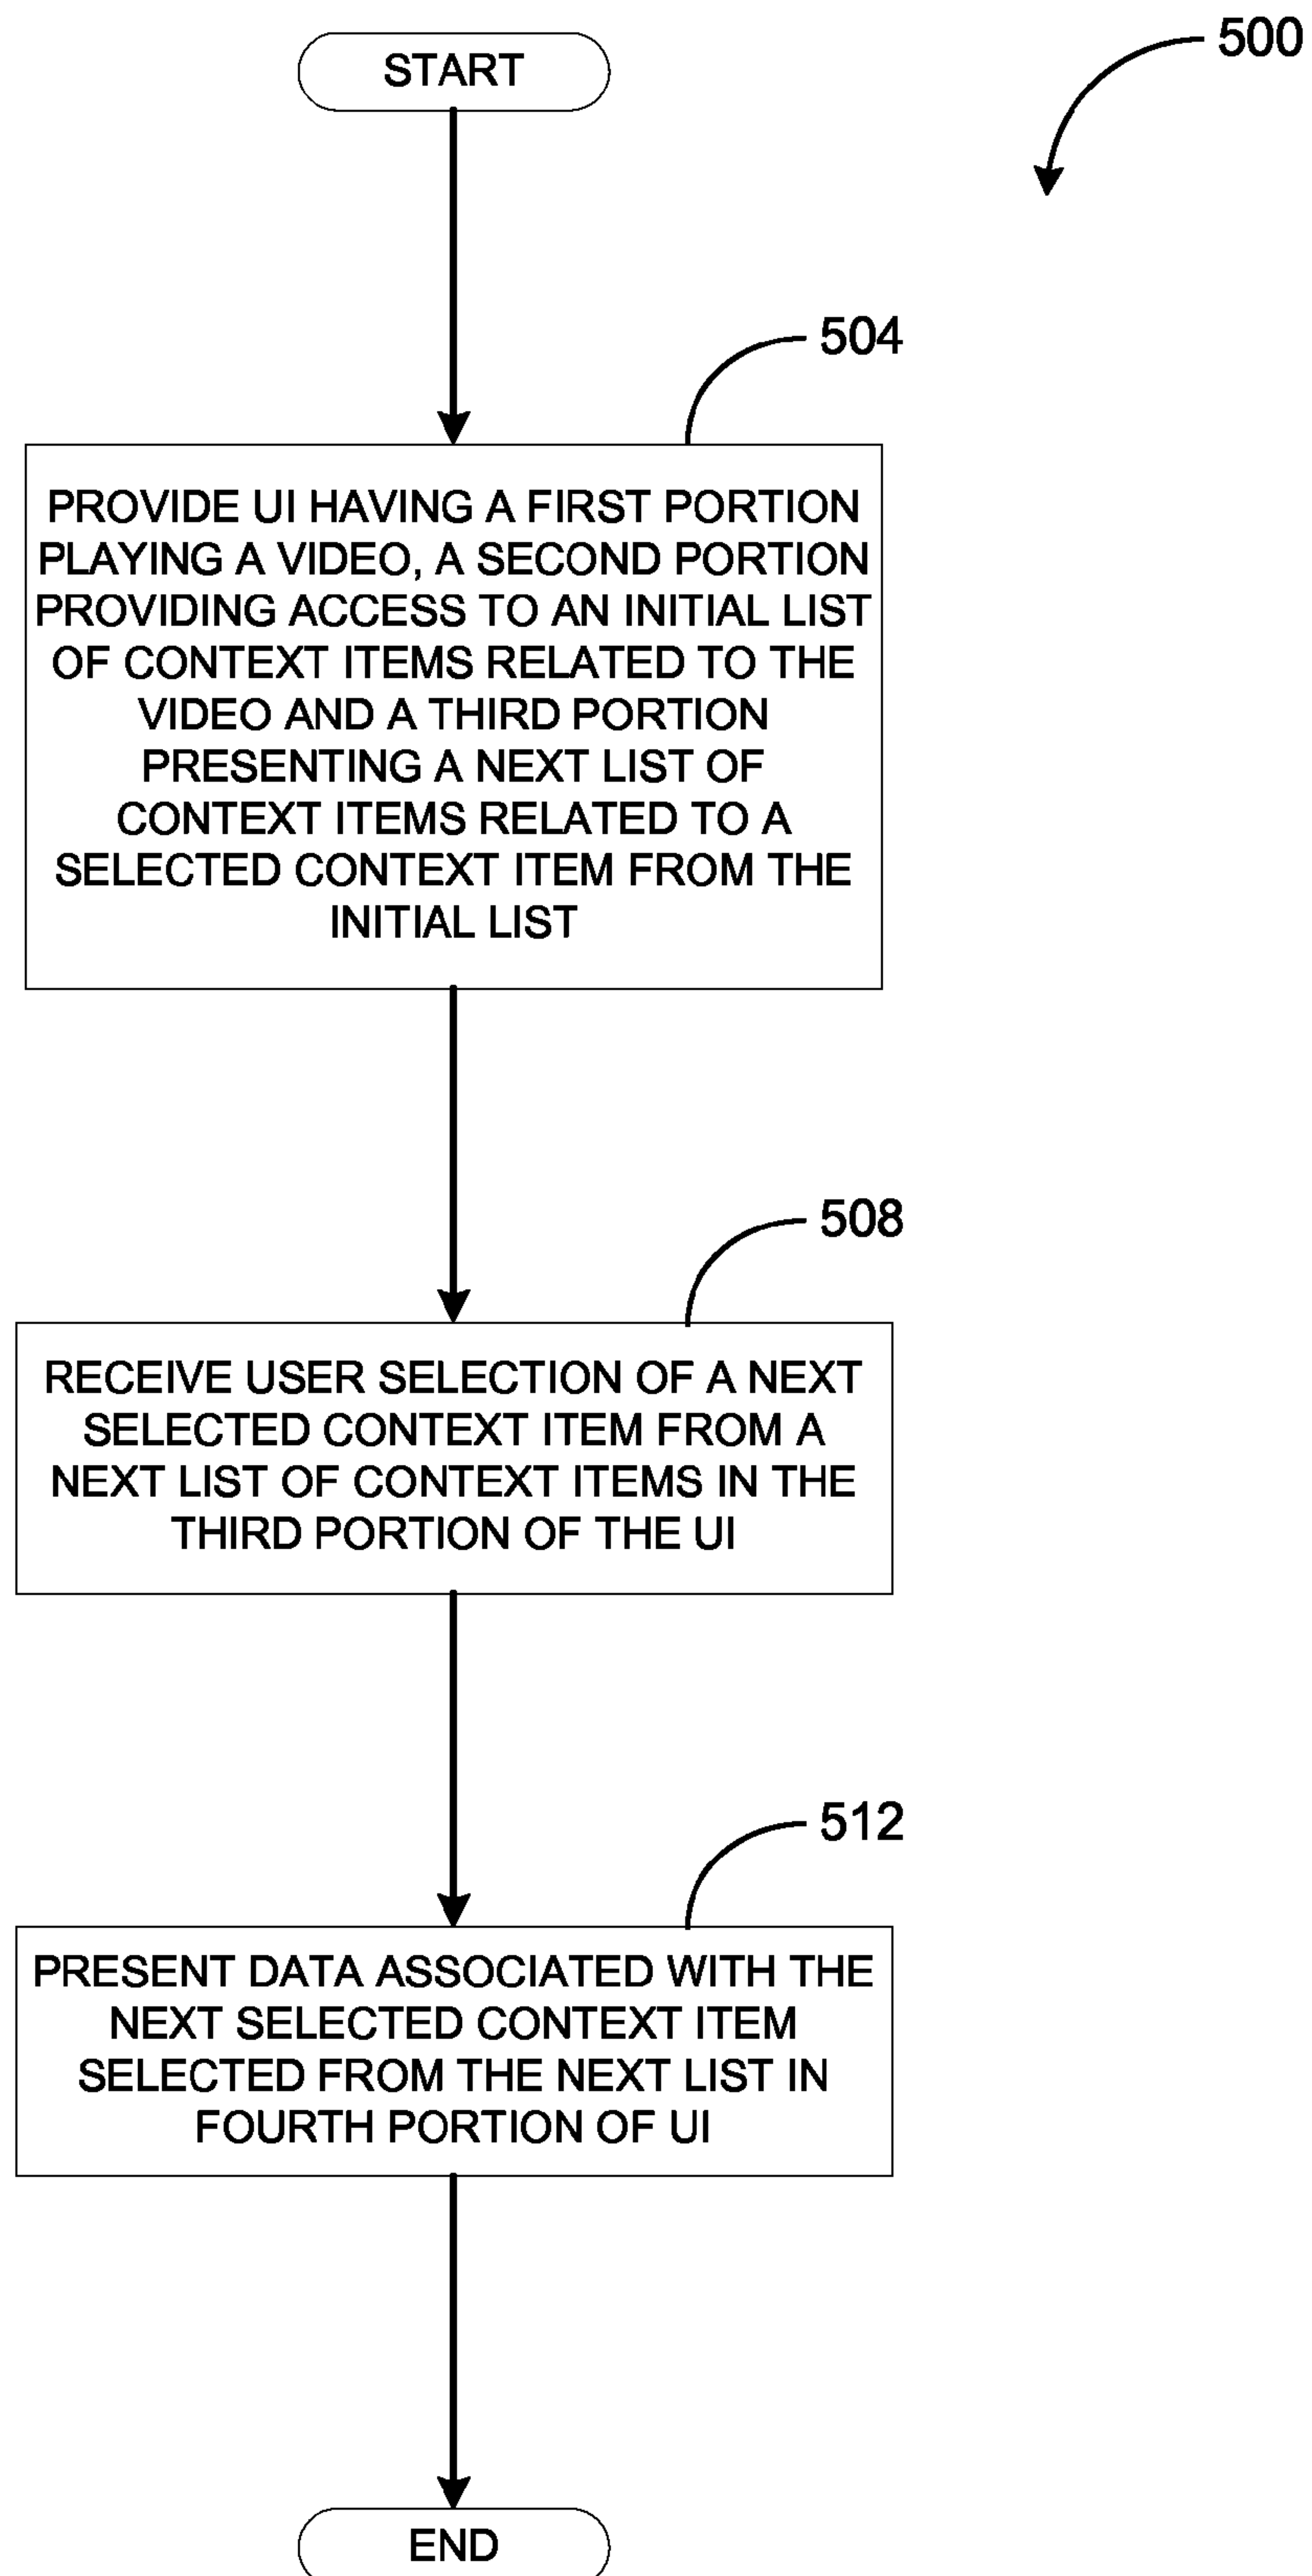 START
500
504
PROVIDE UI HAVING A FIRST PORTION
PLAYING A VIDEO, A SECOND PORTION
PROVIDING ACCESS TO AN INITIAL LIST
OF CONTEXT ITEMS RELATED TO THE
VIDEO AND A THIRD PORTION
PRESENTING A NEXT LIST OF
CONTEXT ITEMS RELATED TO A
SELECTED CONTEXT ITEM FROM THE
INITIAL LIST
508
RECEIVE USER SELECTION OF A NEXT
SELECTED CONTEXT ITEM FROM A
NEXT LIST OF CONTEXT ITEMS IN THE
THIRD PORTION OF THE UI
512
PRESENT DATA ASSOCIATED WITH THE
NEXT SELECTED CONTEXT ITEM
SELECTED FROM THE NEXT LIST IN
FOURTH PORTION OF UI
END